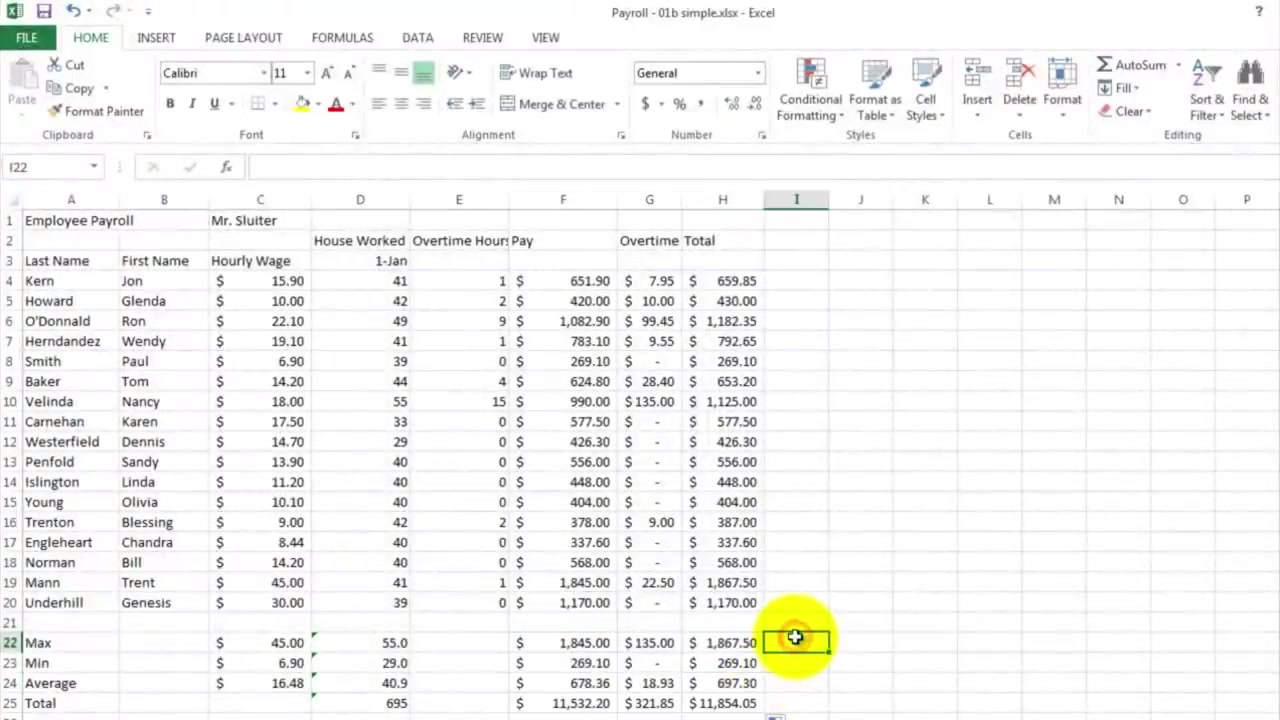 Payroll - 01b simple.xlsx - Excel ?
FILE HOME INSERT PAGE LAYOUT FORMULAS DATA REVIEW VIEW
Cut
Copy
Format Painter
Paste
Calibri 11 A A
B I U A
Wrap Text
Merge & Center
General
$ % ,
Conditional Formatting
Format as Table
Cell Styles
Insert Delete Format
AutoSum
Fill
Clear
Sort & Filter
Find & Select
Clipboard Font Alignment Number Styles Cells Editing
I22 fx
A B C D E F G H I J K L M N O P
1 Employee Payroll Mr. Sluiter
2 House Worked Overtime Hours Pay Overtime Total
3 Last Name First Name Hourly Wage 1-Jan
4 Kern Jon $ 15.90 41 1 $ 651.90 $ 7.95 $ 659.85
5 Howard Glenda $ 10.00 42 2 $ 420.00 $ 10.00 $ 430.00
6 O'Donnald Ron $ 22.10 49 9 $ 1,082.90 $ 99.45 $ 1,182.35
7 Herndandez Wendy $ 19.10 41 1 $ 783.10 $ 9.55 $ 792.65
8 Smith Paul $ 6.90 39 0 $ 269.10 $ - $ 269.10
9 Baker Tom $ 14.20 44 4 $ 624.80 $ 28.40 $ 653.20
10 Velinda Nancy $ 18.00 55 15 $ 990.00 $ 135.00 $ 1,125.00
11 Carnehan Karen $ 17.50 33 0 $ 577.50 $ - $ 577.50
12 Westerfield Dennis $ 14.70 29 0 $ 426.30 $ - $ 426.30
13 Penfold Sandy $ 13.90 40 0 $ 556.00 $ - $ 556.00
14 Islington Linda $ 11.20 40 0 $ 448.00 $ - $ 448.00
15 Young Olivia $ 10.10 40 0 $ 404.00 $ - $ 404.00
16 Trenton Blessing $ 9.00 42 2 $ 378.00 $ 9.00 $ 387.00
17 Engleheart Chandra $ 8.44 40 0 $ 337.60 $ - $ 337.60
18 Norman Bill $ 14.20 40 0 $ 568.00 $ - $ 568.00
19 Mann Trent $ 45.00 41 1 $ 1,845.00 $ 22.50 $ 1,867.50
20 Underhill Genesis $ 30.00 39 0 $ 1,170.00 $ - $ 1,170.00
21
22 Max $ 45.00 55.0 $ 1,845.00 $ 135.00 $ 1,867.50
23 Min $ 6.90 29.0 $ 269.10 $ - $ 269.10
24 Average $ 16.48 40.9 $ 678.36 $ 18.93 $ 697.30
25 Total 695 $ 11,532.20 $ 321.85 $ 11,854.05